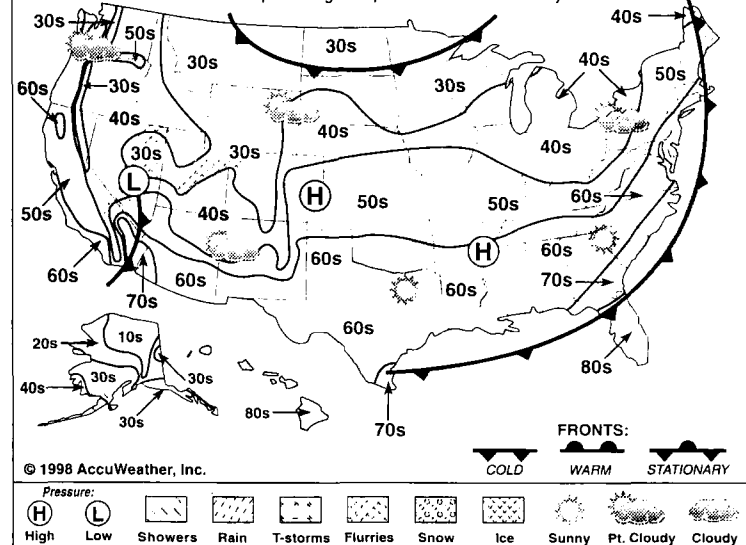 30s
50s
30s
30s
40s
40s
50s
60s
30s
30s
40s
40s
30s
30s
40s
L
H
50s
50s
60s
50s
40s
H
60s
60s
60s
60s
60s
70s
70s
60s
60s
80s
20s
10s
30s
30s
40s
30s
80s
70s
FRONTS:
COLD WARM STATIONARY
© 1998 AccuWeather, Inc.
Pressure:
H L
High Low Showers Rain T-storms Flurries Snow Ice Sunny Pt. Cloudy Cloudy